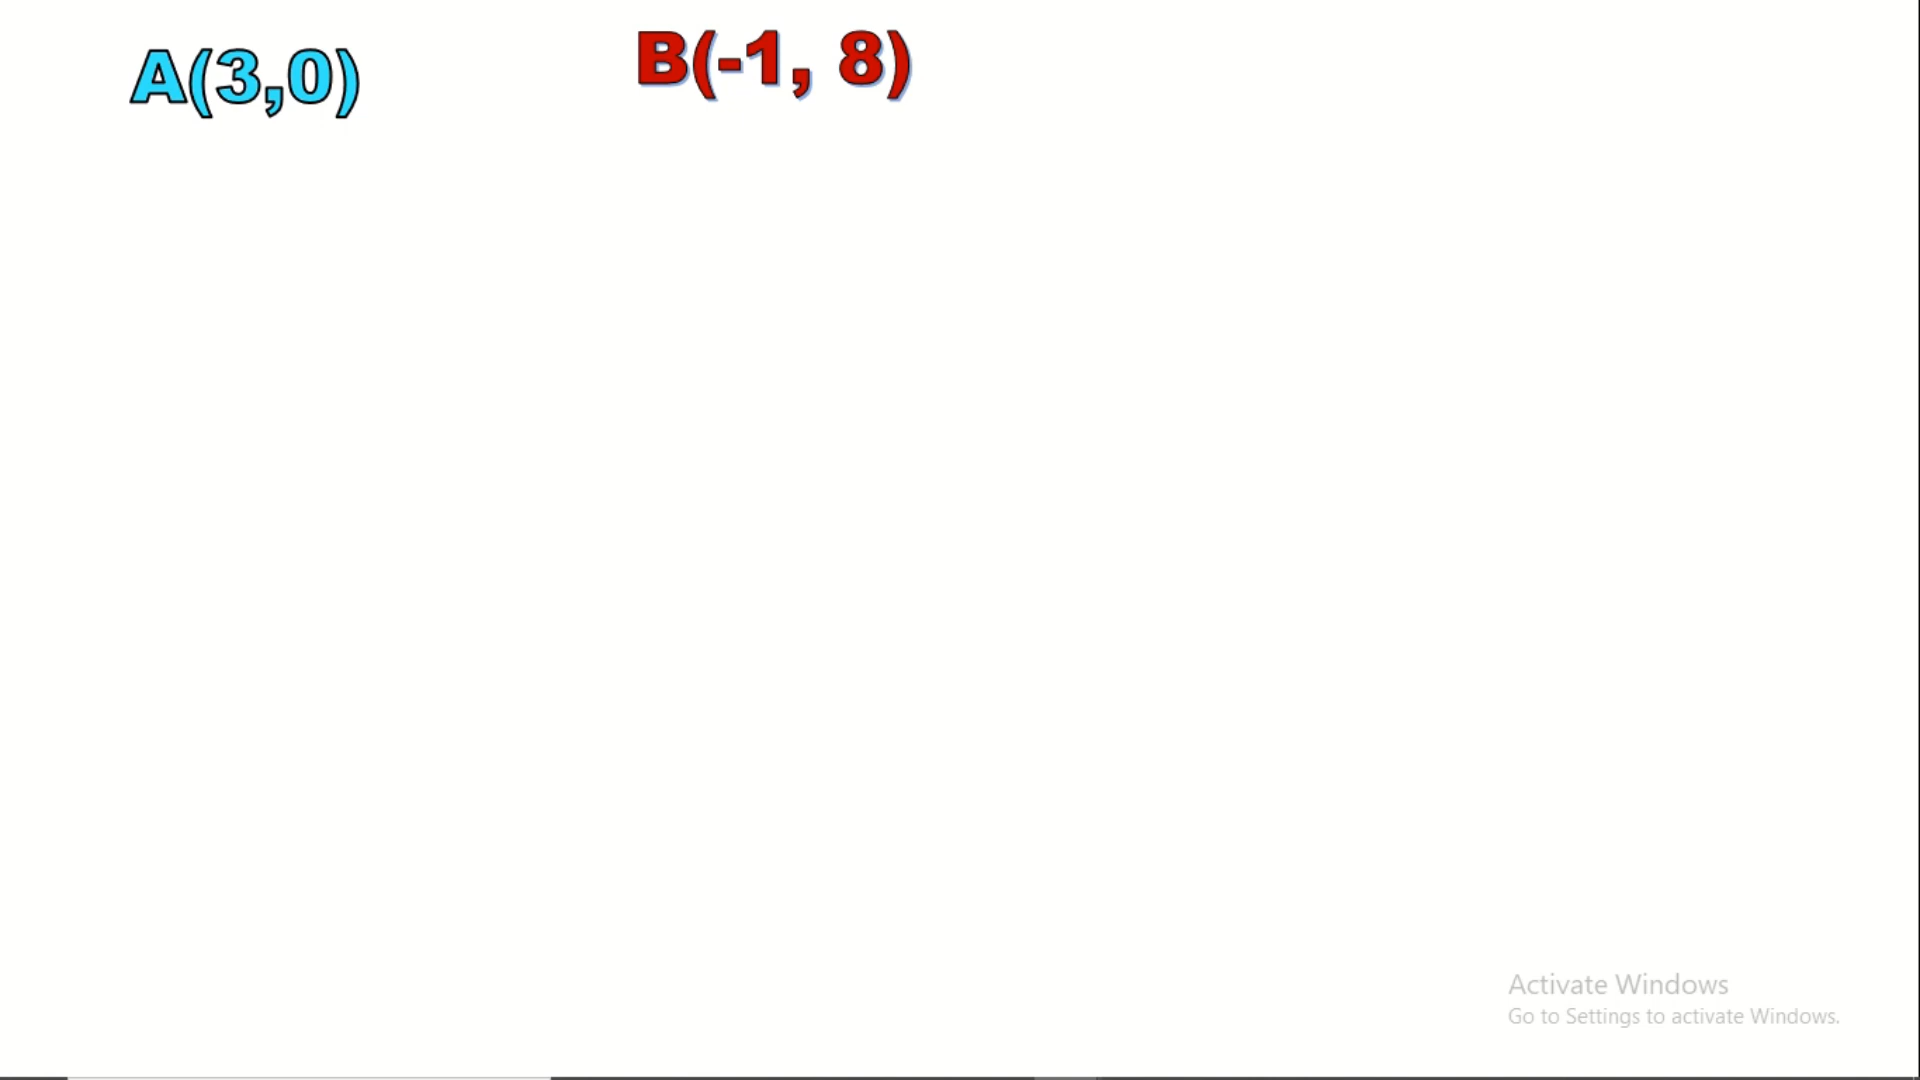 A(3,0)
B(-1, 8)
Activate Windows
Go to Settings to activate Windows.